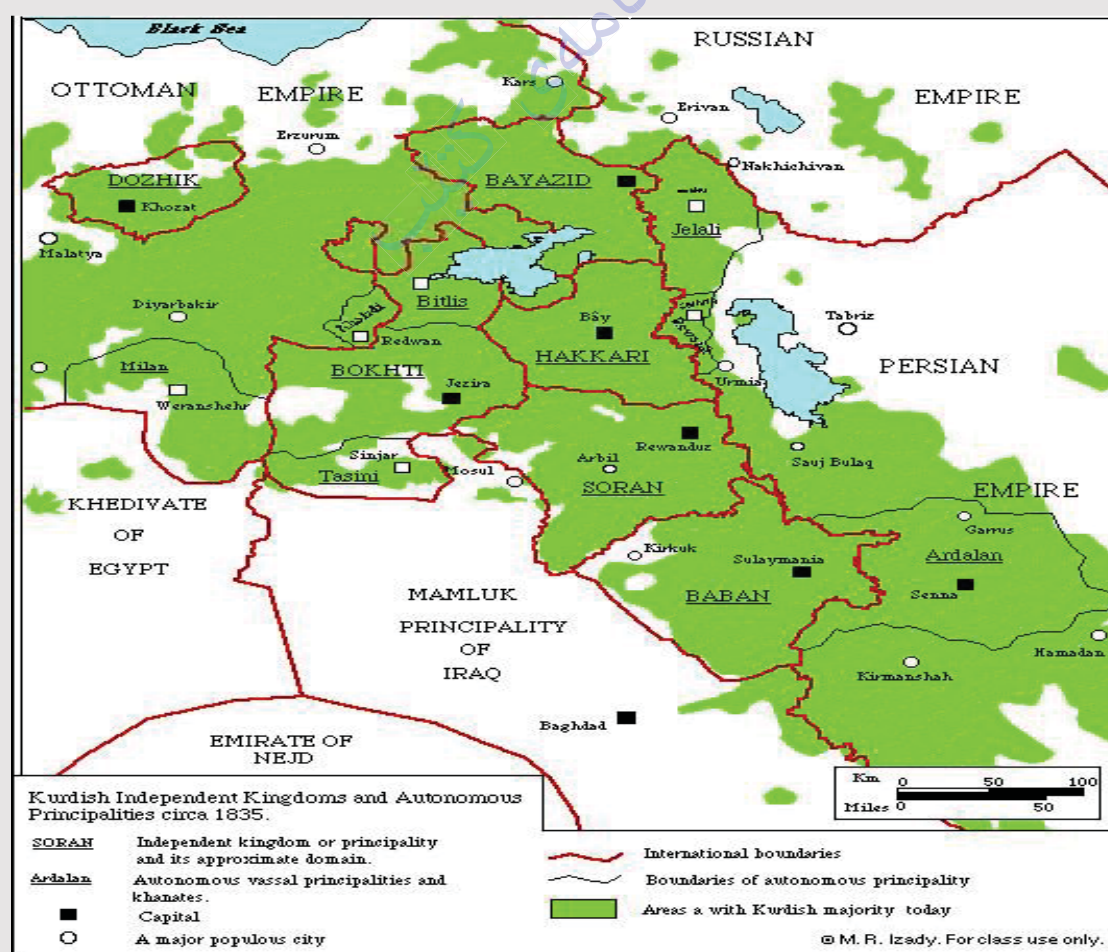 Black Sea
RUSSIAN
EMPIRE
OTTOMAN EMPIRE
Kars
Erivan
Erzurum
Nakhichivan
DOZHIK
Khozat
BAYAZID
Jelali
Malatya
Bitlis
Diyarbakir
Redwan
Bây
HAKKARI
Tabriz
PERSIAN
Urmia
Milan
Weranshehr
BOKHTI
Jezira
Rewanduz
Sauj Bulaq
Sinjar
Tasini
Mosul
Arbil
SORAN
KHEDIVATE
OF
EGYPT
EMPIRE
Garrus
Ardalan
Senna
Kirkuk
Sulaymania
BABAN
MAMLUK
PRINCIPALITY
OF
IRAQ
Hamadan
Kirmanshah
Baghdad
EMIRATE OF
NEJD
Km 0 50 100
Miles 0 50
Kurdish Independent Kingdoms and Autonomous
Principalities circa 1835.
SORAN Independent kingdom or principality
and its approximate domain.
Ardalan Autonomous vassal principalities and
khanates.
Capital
A major populous city
International boundaries
Boundaries of autonomous principality
Areas a with Kurdish majority today
© M. R. Izady. For class use only.